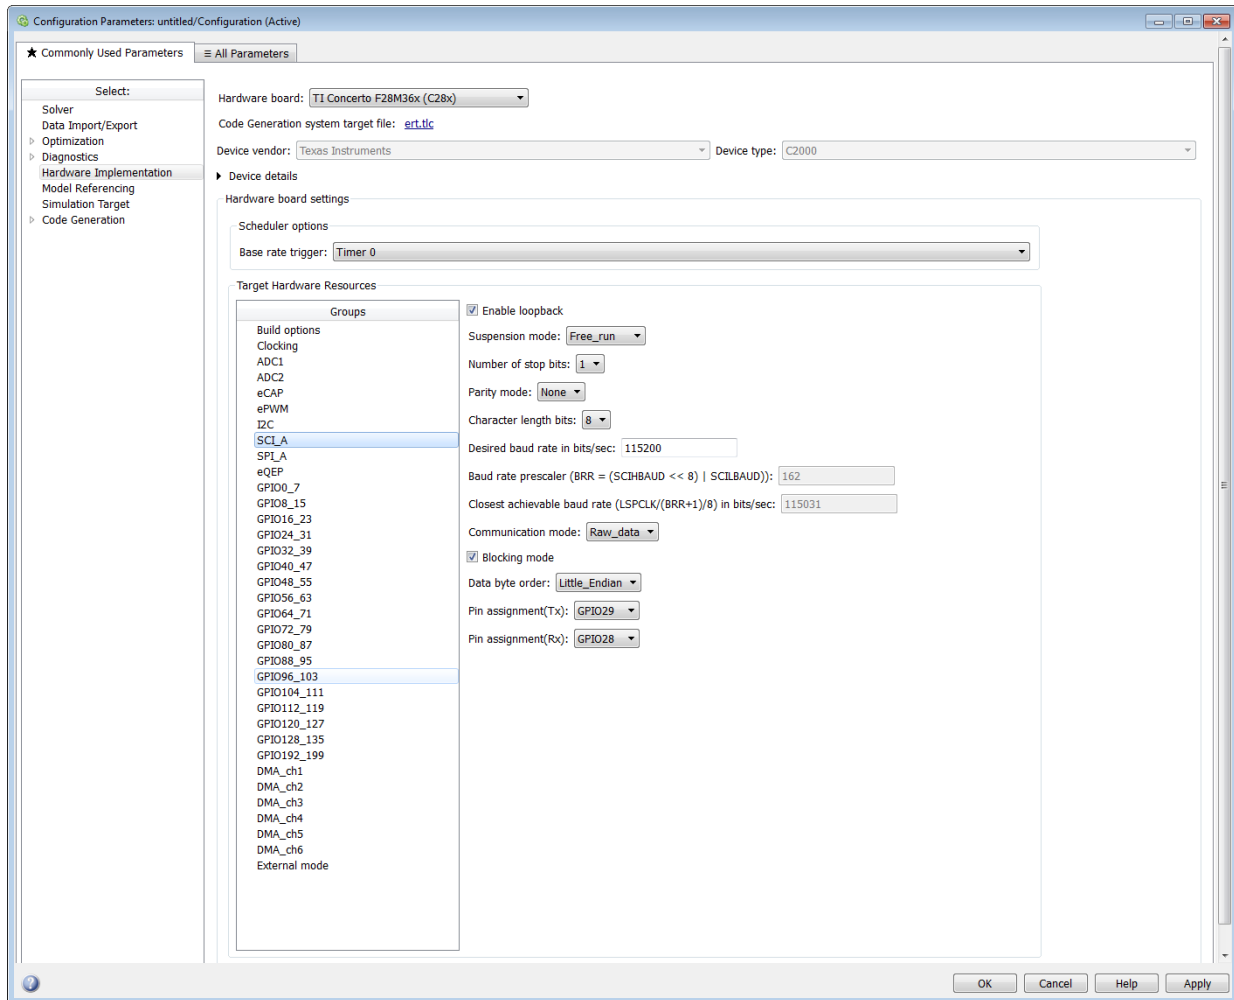 Configuration Parameters: untitled/Configuration (Active)
★ Commonly Used Parameters
≡ All Parameters
Select:
Solver
Data Import/Export
Optimization
Diagnostics
Hardware Implementation
Model Referencing
Simulation Target
Code Generation
Hardware board: TI Concerto F28M36x (C28x)
Code Generation system target file: ert.tlc
Device vendor: Texas Instruments Device type: C2000
Device details
Hardware board settings
Scheduler options
Base rate trigger: Timer 0
Target Hardware Resources
Groups
Build options
Clocking
ADC1
ADC2
eCAP
ePWM
I2C
SCI_A
SPI_A
eQEP
GPIO0_7
GPIO8_15
GPIO16_23
GPIO24_31
GPIO32_39
GPIO40_47
GPIO48_55
GPIO56_63
GPIO64_71
GPIO72_79
GPIO80_87
GPIO88_95
GPIO96_103
GPIO104_111
GPIO112_119
GPIO120_127
GPIO128_135
GPIO192_199
DMA_ch1
DMA_ch2
DMA_ch3
DMA_ch4
DMA_ch5
DMA_ch6
External mode
Enable loopback
Suspension mode: Free_run
Number of stop bits: 1
Parity mode: None
Character length bits: 8
Desired baud rate in bits/sec: 115200
Baud rate prescaler (BRR = (SCIHBAUD << 8) | SCILBAUD)): 162
Closest achievable baud rate (LSPCLK/(BRR+1)/8) in bits/sec: 115031
Communication mode: Raw_data
Blocking mode
Data byte order: Little_Endian
Pin assignment(Tx): GPIO29
Pin assignment(Rx): GPIO28
OK Cancel Help Apply